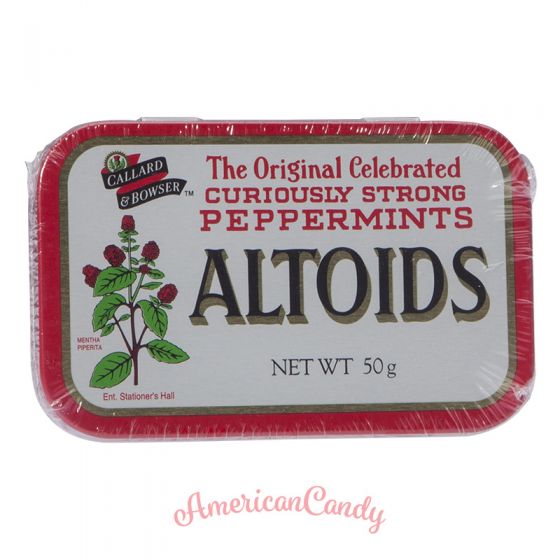 CALLARD
& BOWSER
TM
The Original Celebrated
CURIOUSLY STRONG
PEPPERMINTS
ALTOIDS
NET WT 50g
MENTHA
PIPERITA
Ent. Stationer's Hall
AmericanCandy